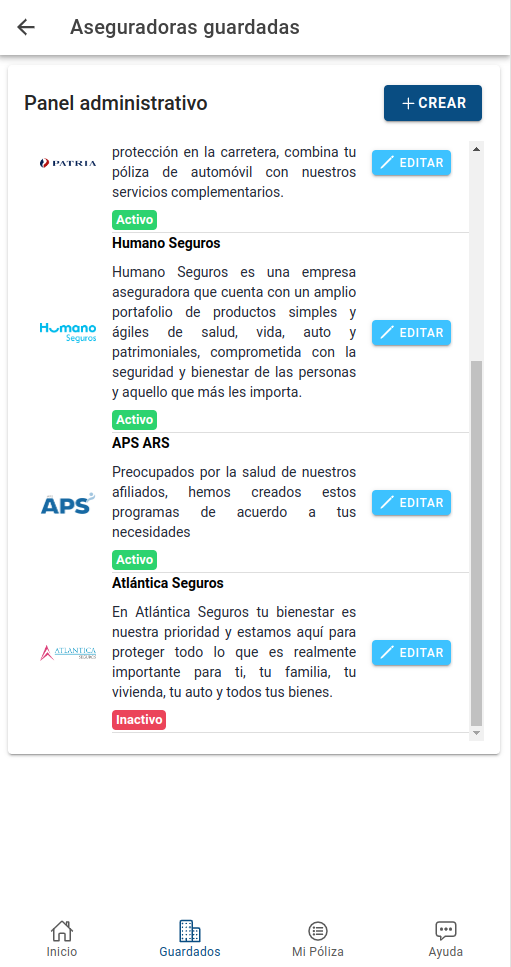 Aseguradoras guardadas
Panel administrativo
CREAR
protección en la carretera, combina tu
PATRIA
EDITAR
póliza de automóvil con nuestros
servicios complementarios.
Activo
Humano Seguros
Humano Seguros es una empresa
aseguradora que cuenta con un amplio
portafolio de productos simples y
Humano
Seguros
ágiles de salud, vida, auto y
EDITAR
patrimoniales, comprometida con la
seguridad y bienestar de las personas
y aquello que más les importa.
Activo
APS ARS
Preocupados por la salud de nuestros
afiliados, hemos creados estos
APS
EDITAR
programas de acuerdo a tus
necesidades
Activo
Atlántica Seguros
En Atlántica Seguros tu bienestar es
nuestra prioridad y estamos aquí para
ATLANTICA
SEGUROS
EDITAR
proteger todo lo que es realmente
importante para ti, tu familia, tu
vivienda, tu auto y todos tus bienes.
Inactivo
Inicio
Guardados
Mi Póliza
Ayuda